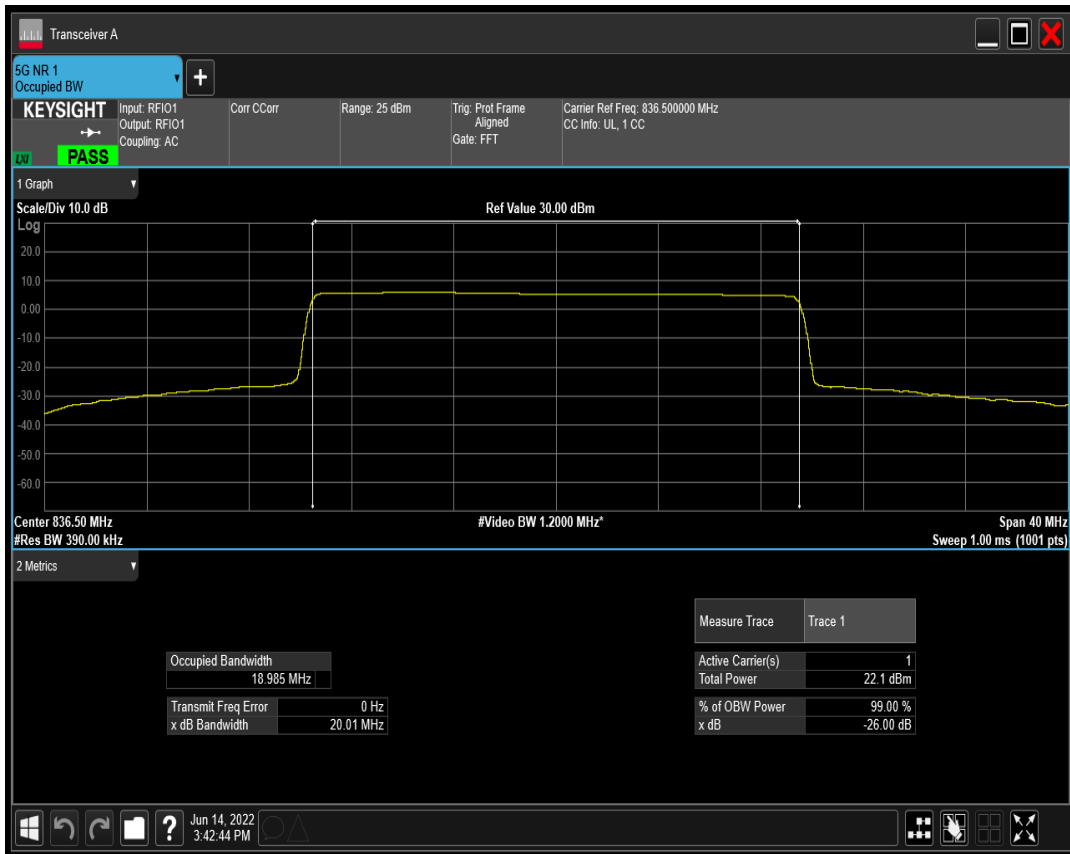 Transceiver A
5G NR 1
Occupied BW
+
KEYSIGHT
LXI
PASS
Input: RFIO1
Output: RFIO1
Coupling: AC
Corr CCorr
Range: 25 dBm
Trig: Prot Frame
Aligned
Gate: FFT
Carrier Ref Freq: 836.500000 MHz
CC Info: UL, 1 CC
1 Graph
Scale/Div 10.0 dB
Ref Value 30.00 dBm
Log
20.0
10.0
0.00
-10.0
-20.0
-30.0
-40.0
-50.0
-60.0
Center 836.50 MHz
#Video BW 1.2000 MHz*
Span 40 MHz
#Res BW 390.00 kHz
Sweep 1.00 ms (1001 pts)
2 Metrics
Measure Trace Trace 1
Occupied Bandwidth
18.985 MHz
Active Carrier(s) 1
Total Power 22.1 dBm
Transmit Freq Error 0 Hz
x dB Bandwidth 20.01 MHz
% of OBW Power 99.00 %
x dB -26.00 dB
?
Jun 14, 2022
3:42:44 PM